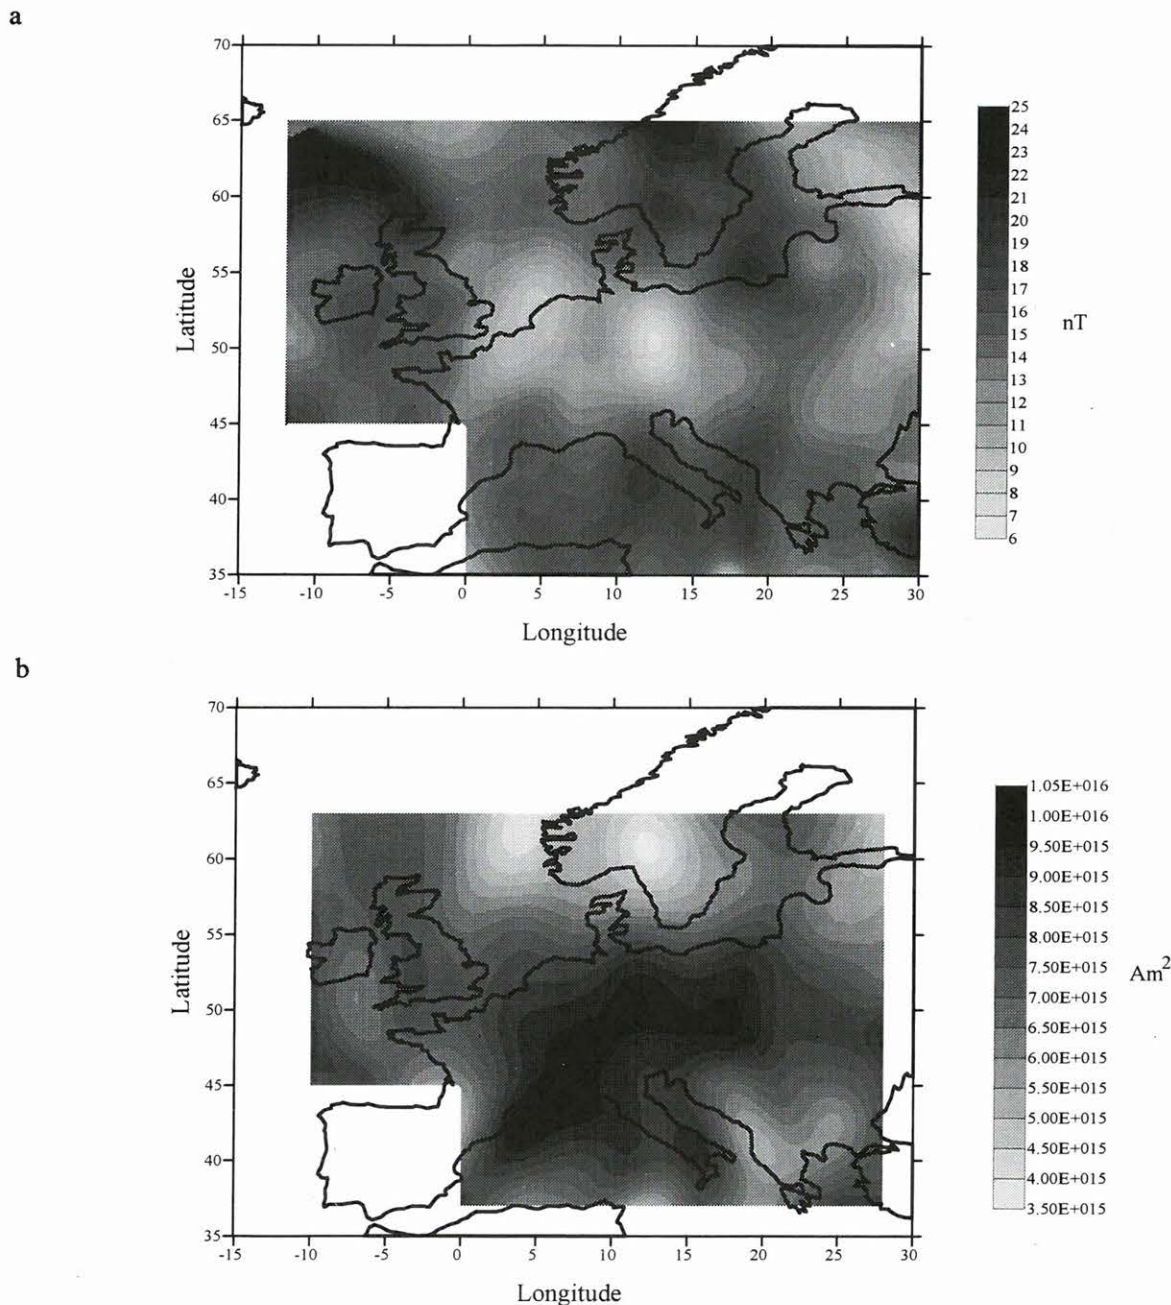 a
70
65
60
55
50
45
40
35
Latitude
-15 -10 -5 0 5 10 15 20 25 30
Longitude
25
24
23
22
21
20
19
18
17
16
15
14
13
12
11
10
9
8
7
6
nT
b
70
65
60
55
50
45
40
35
Latitude
-15 -10 -5 0 5 10 15 20 25 30
Longitude
1.05E+016
1.00E+016
9.50E+015
9.00E+015
8.50E+015
8.00E+015
7.50E+015
7.00E+015
6.50E+015
6.00E+015
5.50E+015
5.00E+015
4.50E+015
4.00E+015
3.50E+015
Am²